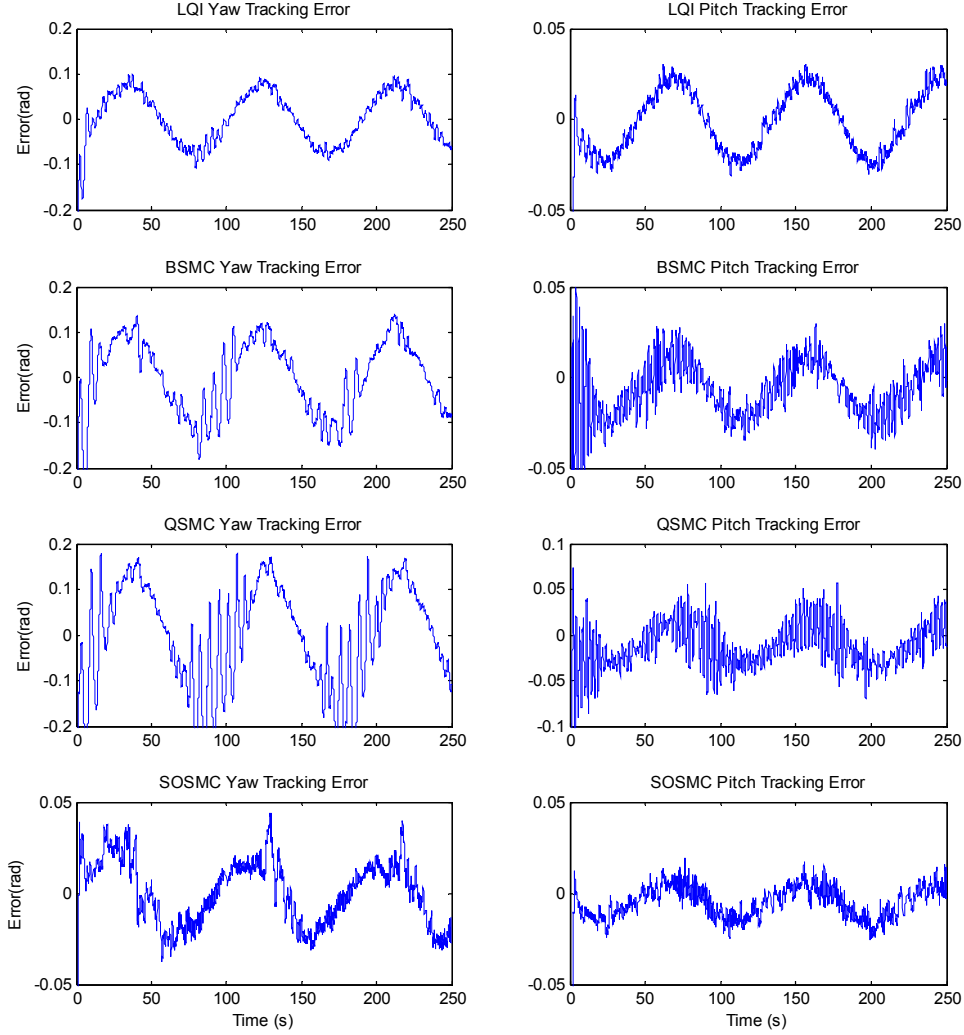 LQI Yaw Tracking Error
0.2
0.1
0
-0.1
-0.2
Error(rad)
0 50 100 150 200 250
LQI Pitch Tracking Error
0.05
0
-0.05
0 50 100 150 200 250
BSMC Yaw Tracking Error
0.2
0.1
0
-0.1
-0.2
Error(rad)
0 50 100 150 200 250
BSMC Pitch Tracking Error
0.05
0
-0.05
0 50 100 150 200 250
QSMC Yaw Tracking Error
0.2
0.1
0
-0.1
-0.2
Error(rad)
0 50 100 150 200 250
QSMC Pitch Tracking Error
0.1
0.05
0
-0.05
-0.1
0 50 100 150 200 250
SOSMC Yaw Tracking Error
0.05
0
-0.05
Error(rad)
0 50 100 150 200 250
Time (s)
SOSMC Pitch Tracking Error
0.05
0
-0.05
0 50 100 150 200 250
Time (s)